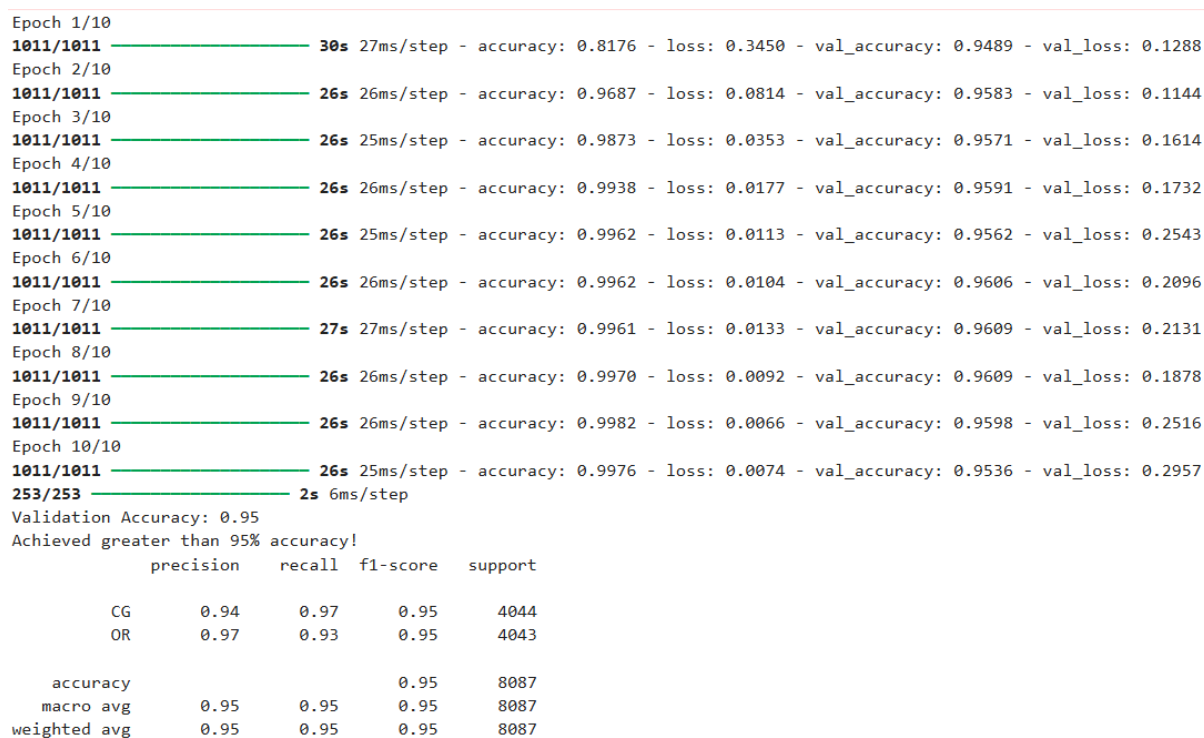 Epoch 1/10
1011/1011 ━━━━━━━━━━━━━━━━━━━━ 30s 27ms/step - accuracy: 0.8176 - loss: 0.3450 - val_accuracy: 0.9489 - val_loss: 0.1288
Epoch 2/10
1011/1011 ━━━━━━━━━━━━━━━━━━━━ 26s 26ms/step - accuracy: 0.9687 - loss: 0.0814 - val_accuracy: 0.9583 - val_loss: 0.1144
Epoch 3/10
1011/1011 ━━━━━━━━━━━━━━━━━━━━ 26s 25ms/step - accuracy: 0.9873 - loss: 0.0353 - val_accuracy: 0.9571 - val_loss: 0.1614
Epoch 4/10
1011/1011 ━━━━━━━━━━━━━━━━━━━━ 26s 26ms/step - accuracy: 0.9938 - loss: 0.0177 - val_accuracy: 0.9591 - val_loss: 0.1732
Epoch 5/10
1011/1011 ━━━━━━━━━━━━━━━━━━━━ 26s 25ms/step - accuracy: 0.9962 - loss: 0.0113 - val_accuracy: 0.9562 - val_loss: 0.2543
Epoch 6/10
1011/1011 ━━━━━━━━━━━━━━━━━━━━ 26s 26ms/step - accuracy: 0.9962 - loss: 0.0104 - val_accuracy: 0.9606 - val_loss: 0.2096
Epoch 7/10
1011/1011 ━━━━━━━━━━━━━━━━━━━━ 27s 27ms/step - accuracy: 0.9961 - loss: 0.0133 - val_accuracy: 0.9609 - val_loss: 0.2131
Epoch 8/10
1011/1011 ━━━━━━━━━━━━━━━━━━━━ 26s 26ms/step - accuracy: 0.9970 - loss: 0.0092 - val_accuracy: 0.9609 - val_loss: 0.1878
Epoch 9/10
1011/1011 ━━━━━━━━━━━━━━━━━━━━ 26s 26ms/step - accuracy: 0.9982 - loss: 0.0066 - val_accuracy: 0.9598 - val_loss: 0.2516
Epoch 10/10
1011/1011 ━━━━━━━━━━━━━━━━━━━━ 26s 25ms/step - accuracy: 0.9976 - loss: 0.0074 - val_accuracy: 0.9536 - val_loss: 0.2957
253/253 ━━━━━━━━━━━━━━━━━━━━ 2s 6ms/step
Validation Accuracy: 0.95
Achieved greater than 95% accuracy!
precision recall f1-score support
CG 0.94 0.97 0.95 4044
OR 0.97 0.93 0.95 4043
accuracy 0.95 8087
macro avg 0.95 0.95 0.95 8087
weighted avg 0.95 0.95 0.95 8087